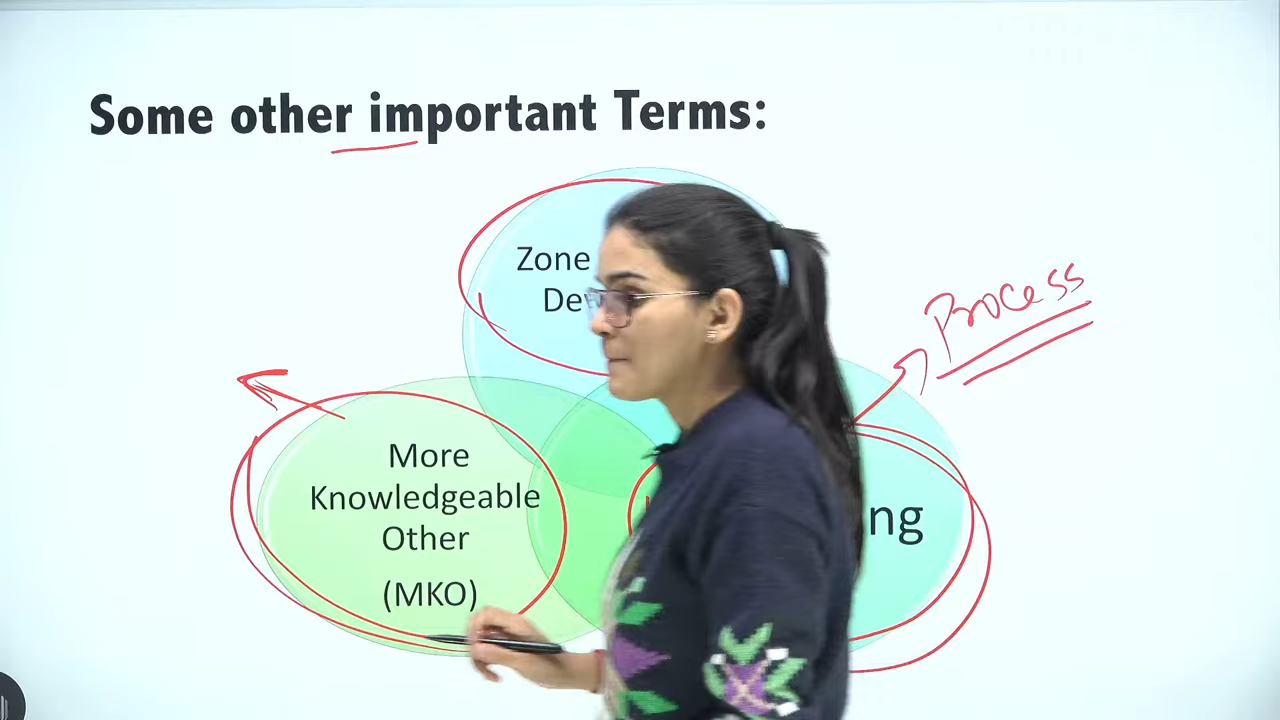 Some other important Terms:
Zone
De
Process
More
Knowledgeable
Other
(MKO)
ng